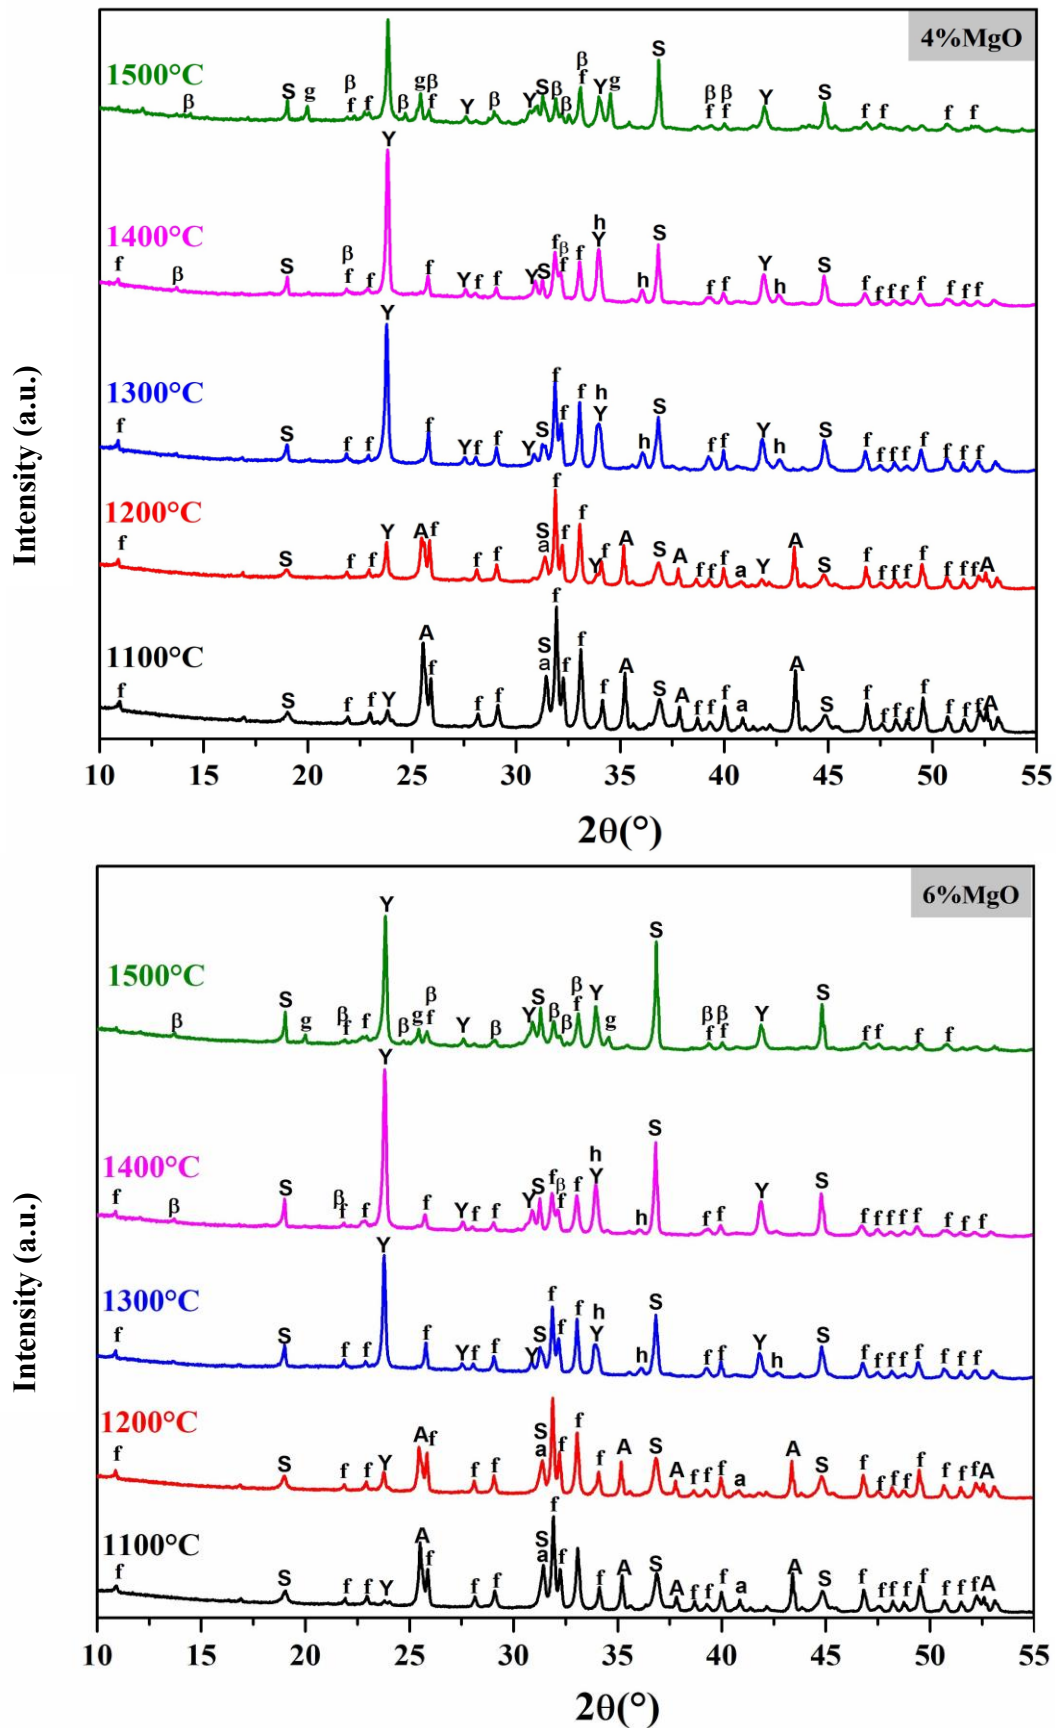 4%MgO
1500°C
β S g β f f β g β f Y β Y S β β β f Y g S β f β f Y S f f f f
1400°C
f β S β f f Y f Y f f Y S f β f f h Y h S f f Y h S f f f f f f f f
1300°C
f S f f Y f Y f f Y S f f f h Y h S f f Y h S f f f f f f f f
1200°C
f S f f Y A f f f S a f f f Y f A S A f f f a Y A f S f f f f f f f A
1100°C
f S f f Y A f f f S a f f f f A S A f f f a A S f f f f f f f f A
Intensity (a.u.)
10 15 20 25 30 35 40 45 50 55
2θ(°)
6%MgO
1500°C
β S g β f f Y β g β f Y β Y S β β β f Y g S β f β f Y S f f f f
1400°C
f β S β f f Y f Y f f Y S f β f f h Y h S f f Y S f f f f f f f f
1300°C
f S f f Y f Y f f Y S f f f h Y h S f f Y h S f f f f f f f f
1200°C
f S f f Y A f f f S a f f f A S A f f f a A S f f f f f f f f A
1100°C
f S f f Y A f f f S a f f f A S A f f f a A S f f f f f f f f A
Intensity (a.u.)
10 15 20 25 30 35 40 45 50 55
2θ(°)